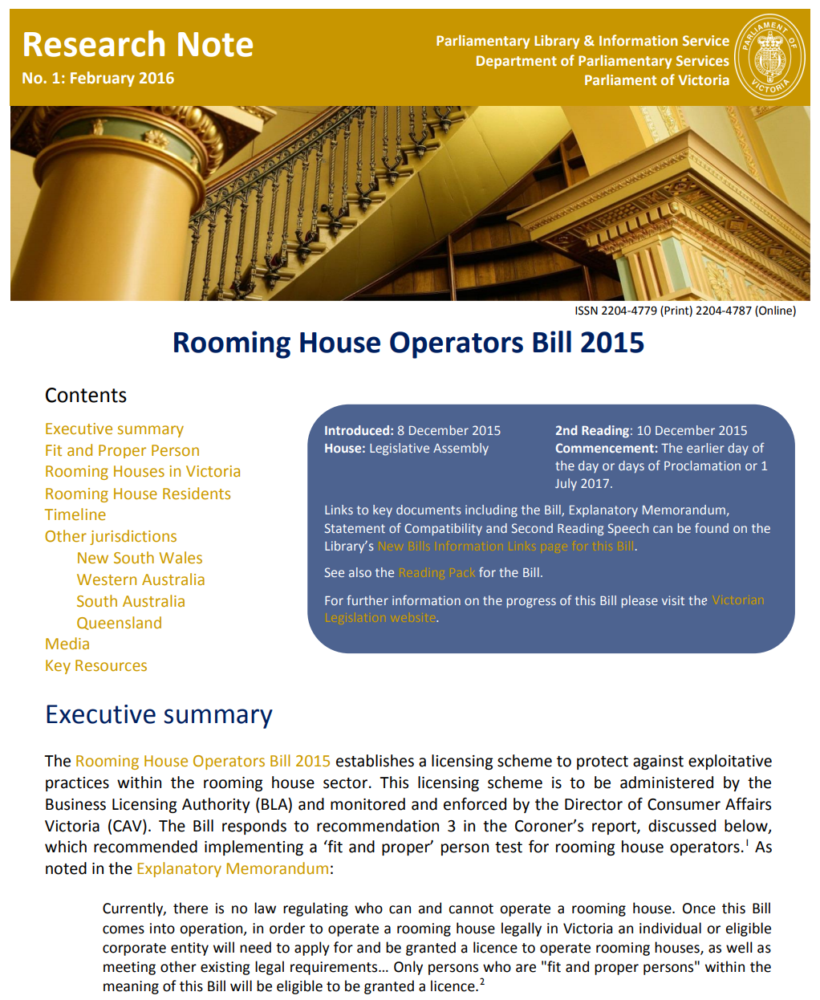 Research Note
No. 1: February 2016
Parliamentary Library & Information Service
Department of Parliamentary Services
Parliament of Victoria
PARLIAMENT OF
VICTORIA
ISSN 2204-4779 (Print) 2204-4787 (Online)
Rooming House Operators Bill 2015
Contents
Executive summary
Fit and Proper Person
Rooming Houses in Victoria
Rooming House Residents
Timeline
Other jurisdictions
New South Wales
Western Australia
South Australia
Queensland
Media
Key Resources
Introduced: 8 December 2015
House: Legislative Assembly
2nd Reading: 10 December 2015
Commencement: The earlier day of
the day or days of Proclamation or 1
July 2017.
Links to key documents including the Bill, Explanatory Memorandum,
Statement of Compatibility and Second Reading Speech can be found on the
Library's New Bills Information Links page for this Bill.
See also the Reading Pack for the Bill.
For further information on the progress of this Bill please visit the Victorian
Legislation website.
Executive summary
The Rooming House Operators Bill 2015 establishes a licensing scheme to protect against exploitative
practices within the rooming house sector. This licensing scheme is to be administered by the
Business Licensing Authority (BLA) and monitored and enforced by the Director of Consumer Affairs
Victoria (CAV). The Bill responds to recommendation 3 in the Coroner's report, discussed below,
which recommended implementing a 'fit and proper' person test for rooming house operators.1 As
noted in the Explanatory Memorandum:
Currently, there is no law regulating who can and cannot operate a rooming house. Once this Bill
comes into operation, in order to operate a rooming house legally in Victoria an individual or eligible
corporate entity will need to apply for and be granted a licence to operate rooming houses, as well as
meeting other existing legal requirements… Only persons who are "fit and proper persons" within the
meaning of this Bill will be eligible to be granted a licence.2